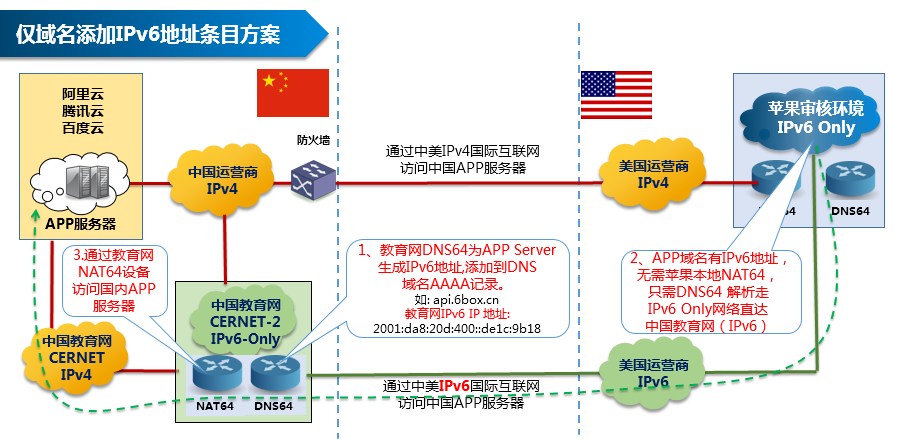 仅域名添加IPv6地址条目方案
阿里云
腾讯云
百度云
APP服务器
中国运营商
IPv4
防火墙
通过中美IPv4国际互联网
访问中国APP服务器
美国运营商
IPv4
苹果审核环境
IPv6 Only
64
DNS64
3.通过教育网
NAT64设备
访问国内APP
服务器
1、教育网DNS64为APP Server
生成IPv6地址,添加到DNS
域名AAAA记录。
如: api.6box.cn
教育网IPv6 IP 地址:
2001:da8:20d:400::de1c:9b18
2、APP域名有IPv6地址，
无需苹果本地NAT64，
只需DNS64 解析走
IPv6 Only网络直达
中国教育网（IPv6）
中国教育网
CERNET-2
IPv6-Only
中国教育网
CERNET
IPv4
NAT64
DNS64
通过中美IPv6国际互联网
访问中国APP服务器
美国运营商
IPv6